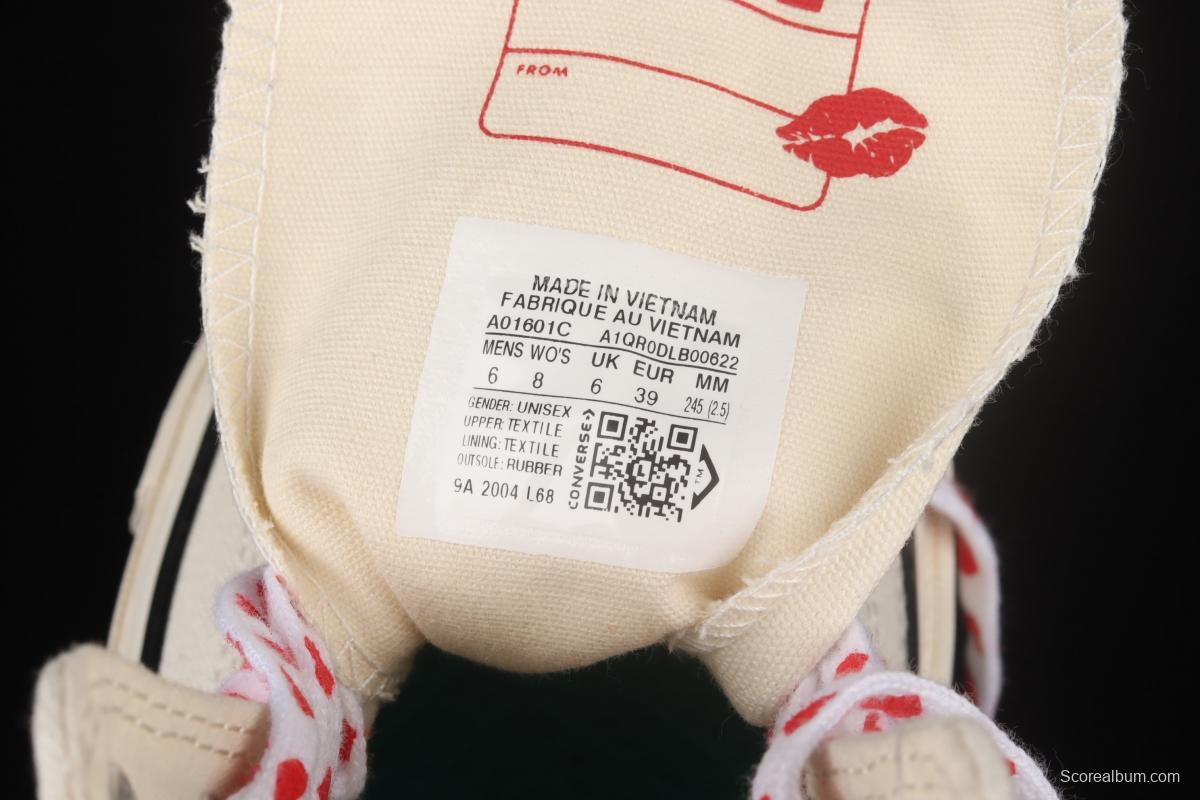 FROM
MADE IN VIETNAM
FABRIQUE AU VIETNAM
A01601C A1QR0DLB00622
MENS WO'S UK EUR MM
6 8 6 39 245 (2.5)
GENDER: UNISEX
UPPER: TEXTILE
LINING: TEXTILE
OUTSOLE: RUBBER
9A 2004 L68
CONVERSE
TM
Scorealbum.com